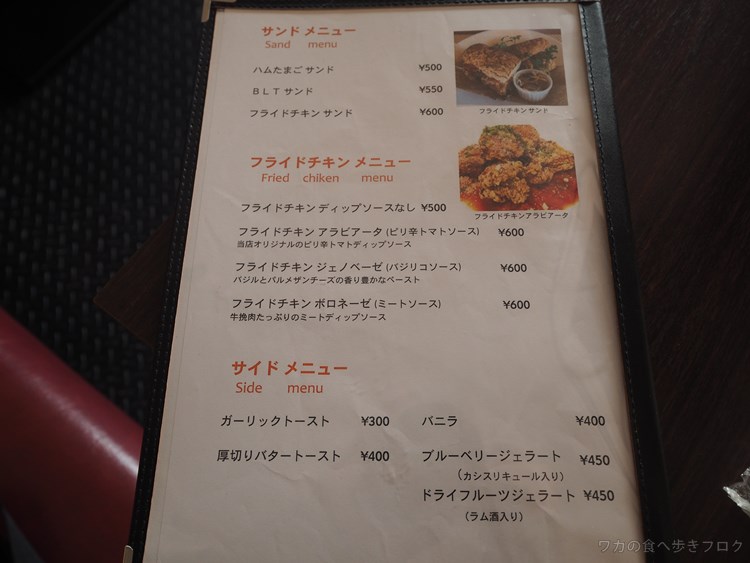 サンド メニュー
Sand menu
ハムたまご サンド ¥500
ＢＬＴ サンド ¥550
フライドチキン サンド ¥600
フライドチキン サンド
フライドチキン メニュー
Fried chiken menu
フライドチキンアラビアータ
フライドチキン ディップソースなし ¥500
フライドチキン アラビアータ (ピリ辛トマトソース) ¥600
当店オリジナルのピリ辛トマトディップソース
フライドチキン ジェノベーゼ (バジリコソース) ¥600
バジルとパルメザンチーズの香り豊かなペースト
フライドチキン ボロネーゼ (ミートソース) ¥600
牛挽肉たっぷりのミートディップソース
サイド メニュー
Side menu
ガーリックトースト ¥300
厚切りバタートースト ¥400
バニラ ¥400
ブルーベリージェラート ¥450
(カシスリキュール入り)
ドライフルーツジェラート ¥450
(ラム酒入り)
ワカの食べ歩きブログ